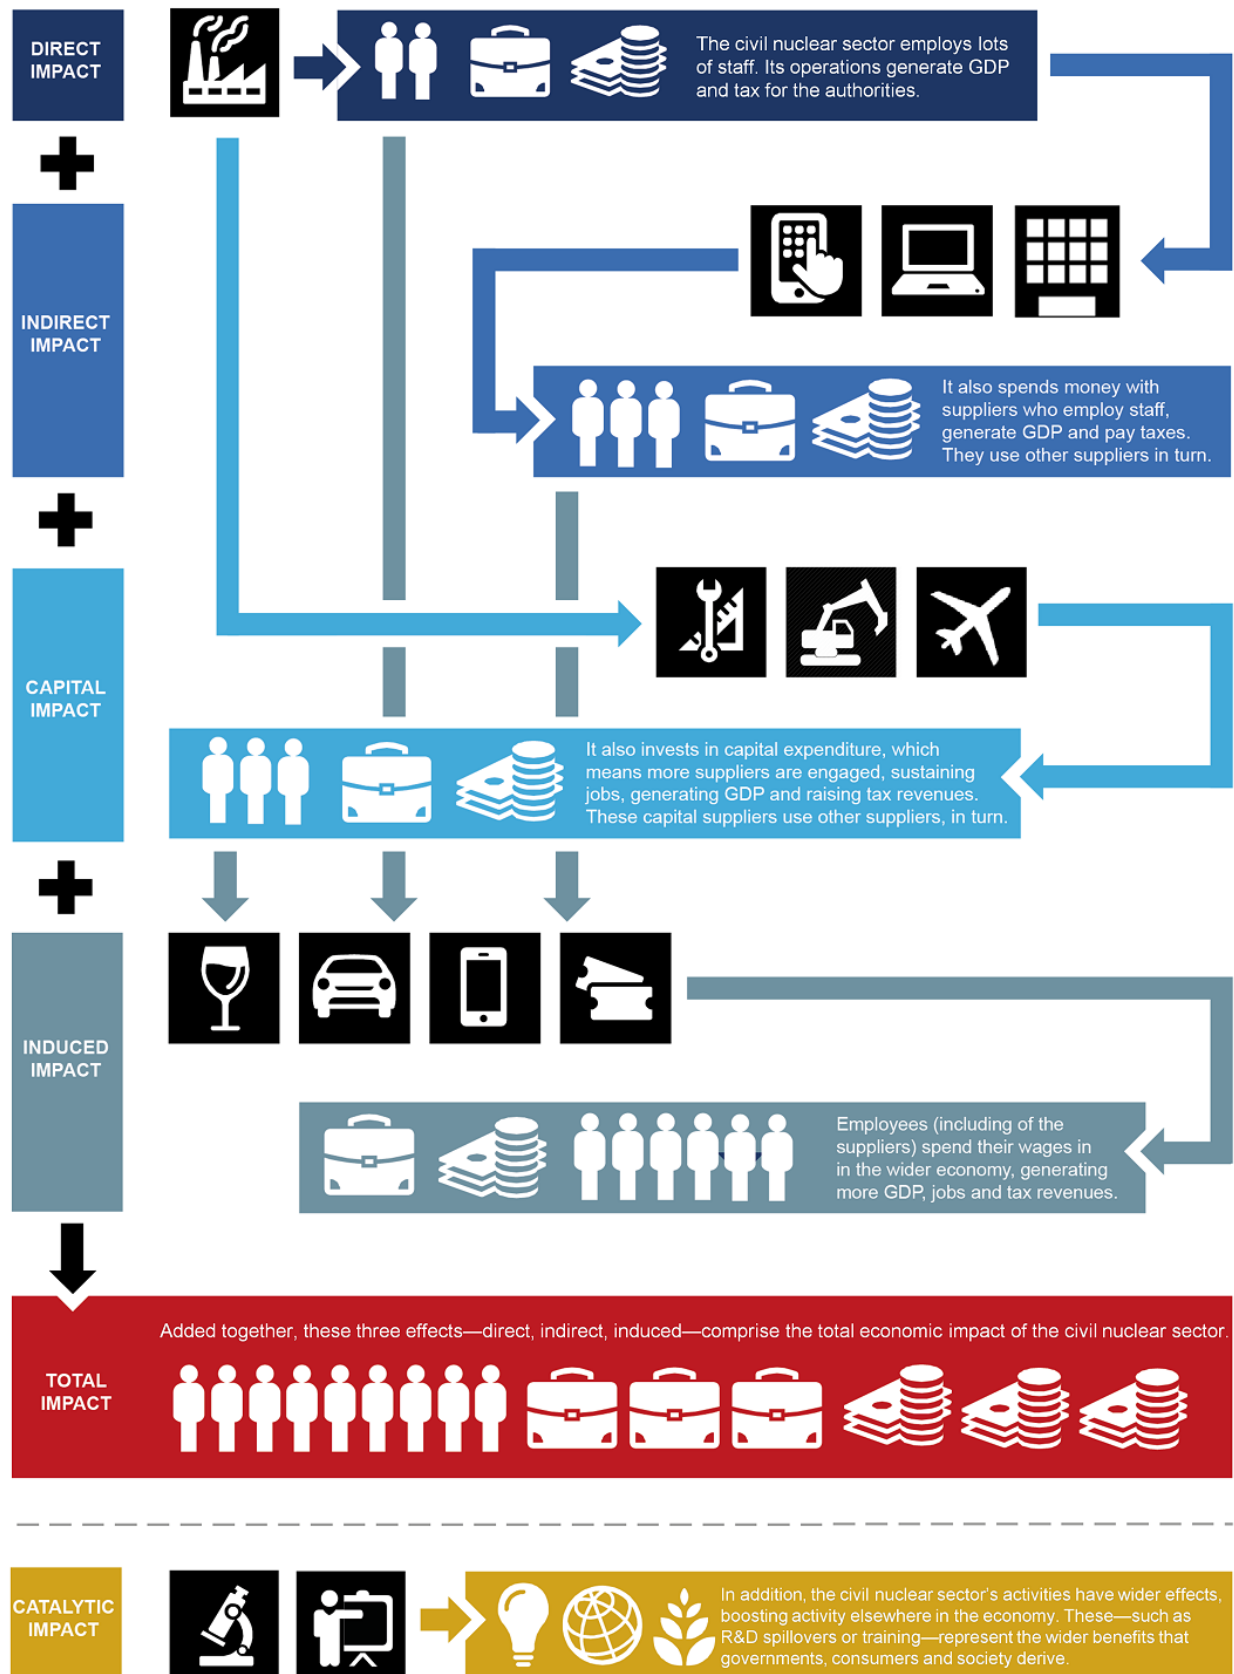 DIRECT
IMPACT
The civil nuclear sector employs lots
of staff. Its operations generate GDP
and tax for the authorities.
INDIRECT
IMPACT
It also spends money with
suppliers who employ staff,
generate GDP and pay taxes.
They use other suppliers in turn.
CAPITAL
IMPACT
It also invests in capital expenditure, which
means more suppliers are engaged, sustaining
jobs, generating GDP and raising tax revenues.
These capital suppliers use other suppliers, in turn.
INDUCED
IMPACT
Employees (including of the
suppliers) spend their wages in
in the wider economy, generating
more GDP, jobs and tax revenues.
Added together, these three effects—direct, indirect, induced—comprise the total economic impact of the civil nuclear sector.
TOTAL
IMPACT
CATALYTIC
IMPACT
In addition, the civil nuclear sector's activities have wider effects,
boosting activity elsewhere in the economy. These—such as
R&D spillovers or training—represent the wider benefits that
governments, consumers and society derive.